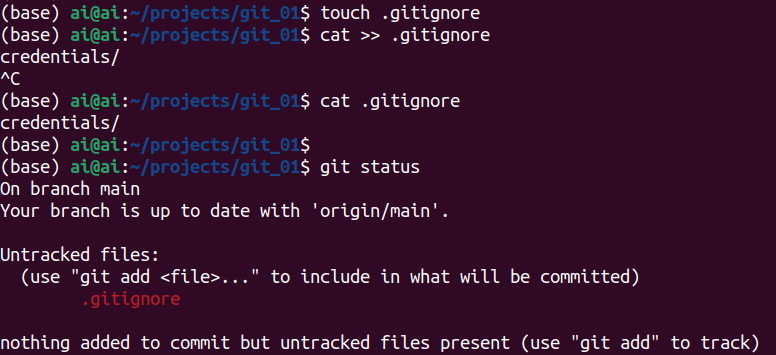 (base) ai@ai:~/projects/git_01$ touch .gitignore
(base) ai@ai:~/projects/git_01$ cat >> .gitignore
credentials/
^C
(base) ai@ai:~/projects/git_01$ cat .gitignore
credentials/
(base) ai@ai:~/projects/git_01$
(base) ai@ai:~/projects/git_01$ git status
On branch main
Your branch is up to date with 'origin/main'.

Untracked files:
  (use "git add <file>..." to include in what will be committed)
        .gitignore

nothing added to commit but untracked files present (use "git add" to track)